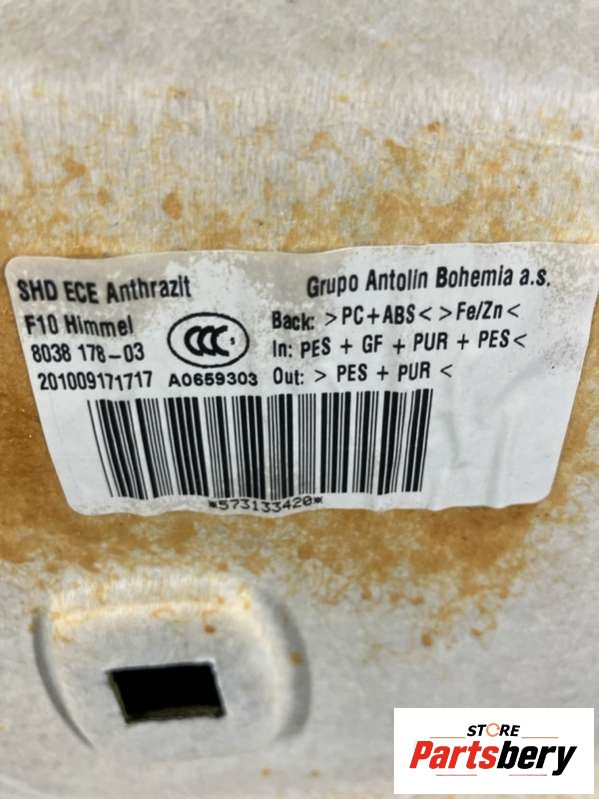 SHD ECE Anthrazit
F10 Himmel
8038 178-03
201009171717 A0659303
CCC S
Grupo Antolin Bohemia a.s.
Back: >PC+ABS< >Fe/Zn<
In: PES + GF + PUR + PES<
Out: > PES + PUR <
*573133420*
STORE
Partsbery